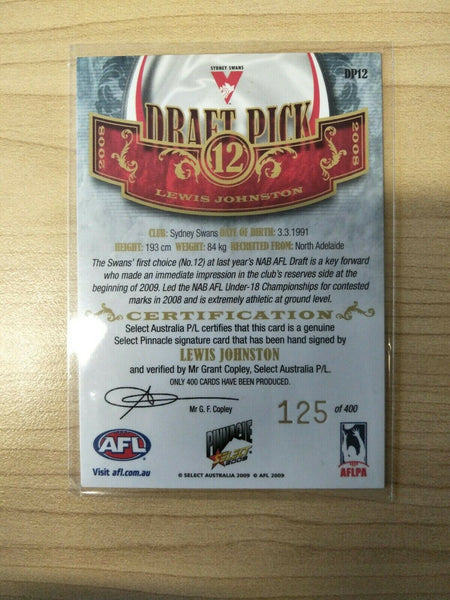 SYDNEY SWANS
DP12
DRAFT PICK
2008 12 2008
LEWIS JOHNSTON
CLUB: Sydney Swans DATE OF BIRTH: 3.3.1991
HEIGHT: 193 cm WEIGHT: 84 kg RECRUITED FROM: North Adelaide
The Swans' first choice (No.12) at last year's NAB AFL Draft is a key forward
who made an immediate impression in the club's reserves side at the
beginning of 2009. Led the NAB AFL Under-18 Championships for contested
marks in 2008 and is extremely athletic at ground level.
CERTIFICATION
Select Australia P/L certifies that this card is a genuine
Select Pinnacle signature card that has been hand signed by
LEWIS JOHNSTON
and verified by Mr Grant Copley, Select Australia P/L.
ONLY 400 CARDS HAVE BEEN PRODUCED.
Mr G. F. Copley
125 of 400
AFL
Visit afl.com.au
PINNACLE
SELECT
2009
AFLPA
© SELECT AUSTRALIA 2009 © AFL 2009